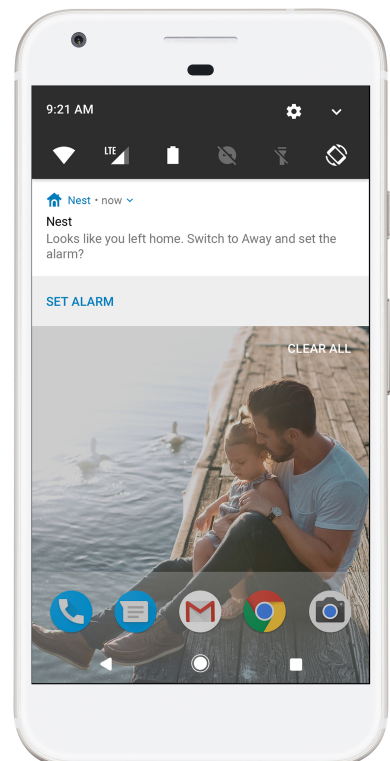 9:21 AM
LTE
Nest • now
Nest
Looks like you left home. Switch to Away and set the
alarm?
SET ALARM
CLEAR ALL